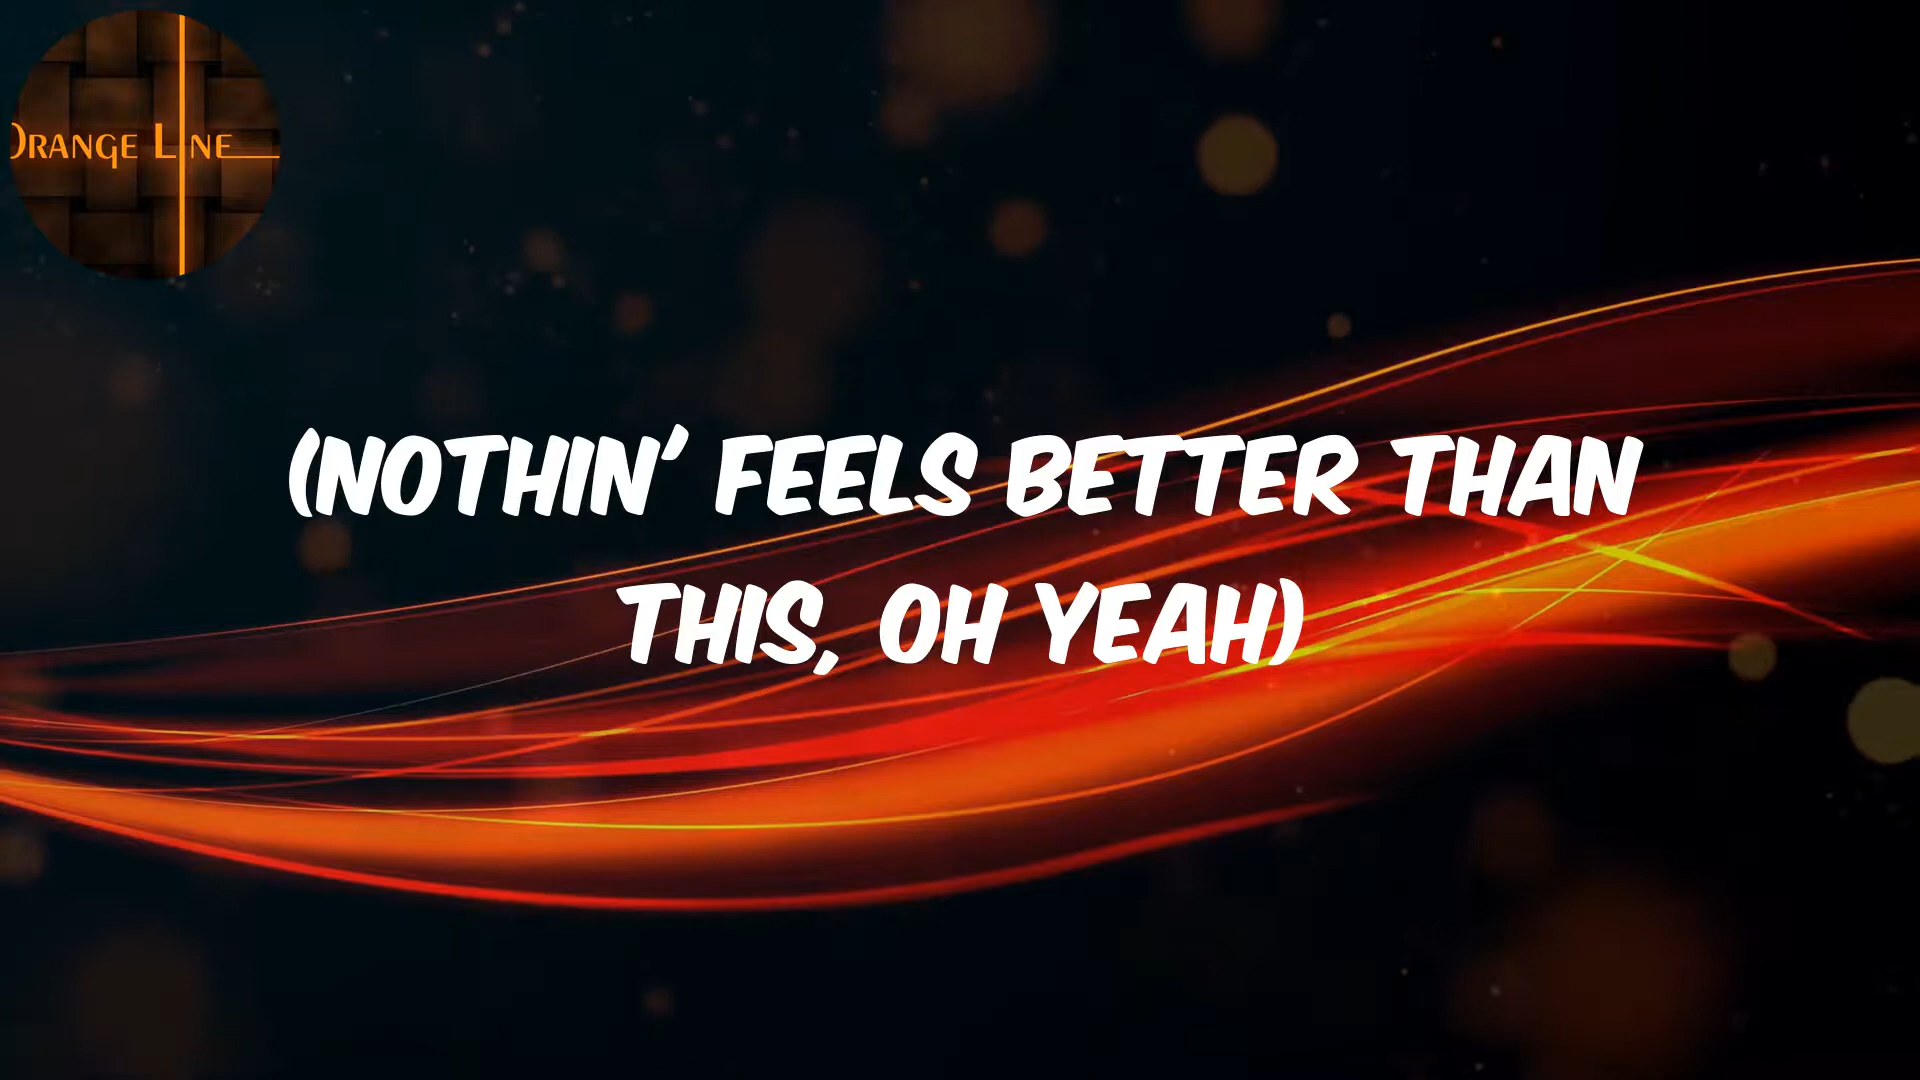 ORANGE LINE
(NOTHIN' FEELS BETTER THAN
THIS, OH YEAH)